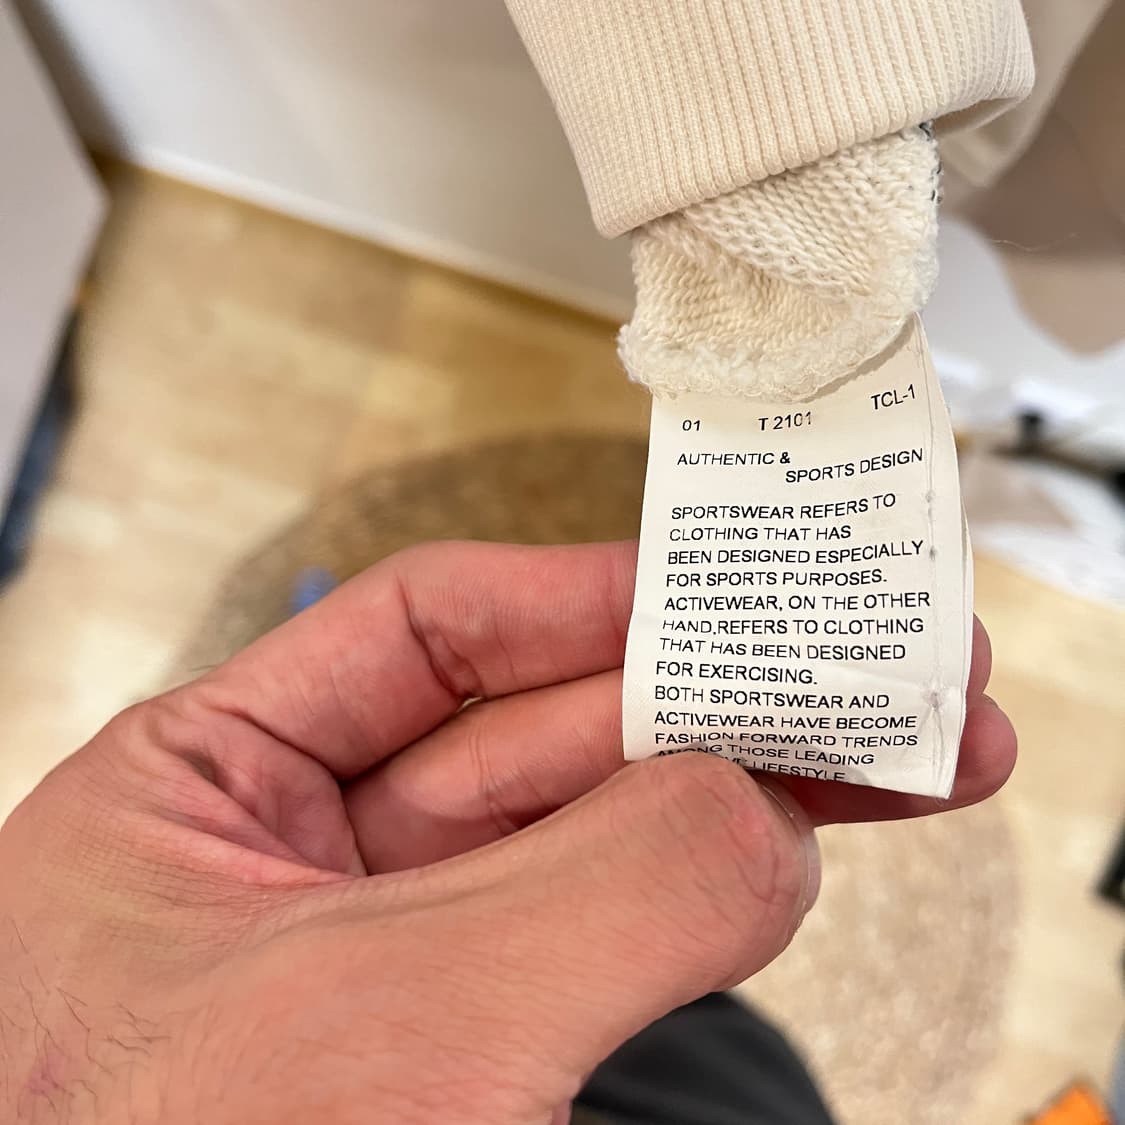 01 T 2101 TCL-1
AUTHENTIC &
SPORTS DESIGN
SPORTSWEAR REFERS TO
CLOTHING THAT HAS
BEEN DESIGNED ESPECIALLY
FOR SPORTS PURPOSES.
ACTIVEWEAR, ON THE OTHER
HAND,REFERS TO CLOTHING
THAT HAS BEEN DESIGNED
FOR EXERCISING.
BOTH SPORTSWEAR AND
ACTIVEWEAR HAVE BECOME
FASHION FORWARD TRENDS
AMONG THOSE LEADING
LIFESTYLE